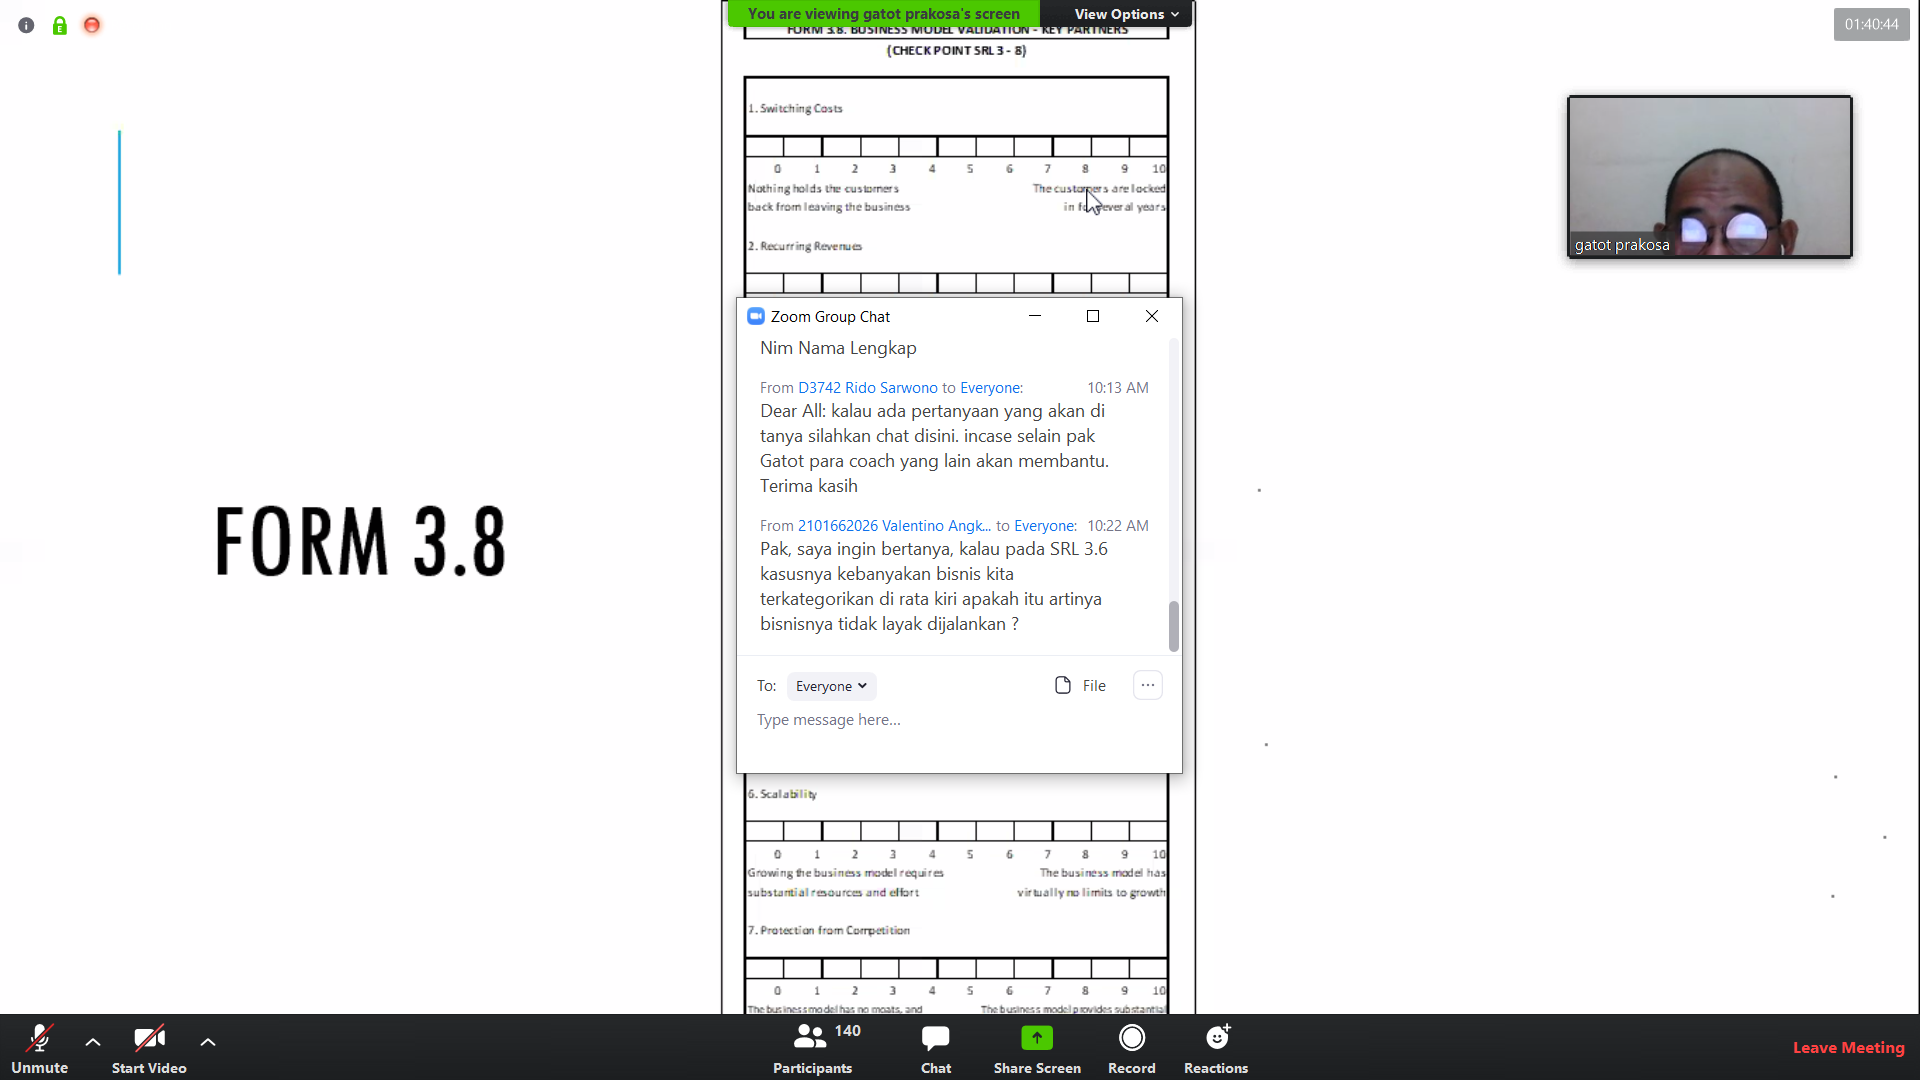 You are viewing gatot prakosa's screen
View Options
01:40:44
FORM 3.8. BUSINESS MODEL VALIDATION - KEY PARTNERS
(CHECK POINT SRL 3 - 8)
1. Switching Costs
0 1 2 3 4 5 6 7 8 9 10
Nothing holds the customers
back from leaving the business
The customers are locked
in for several years
2. Recurring Revenues
gatot prakosa
FORM 3.8
Zoom Group Chat
Nim Nama Lengkap
From D3742 Rido Sarwono to Everyone: 10:13 AM
Dear All: kalau ada pertanyaan yang akan di
tanya silahkan chat disini. incase selain pak
Gatot para coach yang lain akan membantu.
Terima kasih
From 2101662026 Valentino Angk... to Everyone: 10:22 AM
Pak, saya ingin bertanya, kalau pada SRL 3.6
kasusnya kebanyakan bisnis kita
terkategorikan di rata kiri apakah itu artinya
bisnisnya tidak layak dijalankan ?
To: Everyone
File
Type message here...
6. Scalability
0 1 2 3 4 5 6 7 8 9 10
Growing the business model requires
substantial resources and effort
The business model has
virtually no limits to growth
7. Protection from Competition
0 1 2 3 4 5 6 7 8 9 10
The business model has no moats, and
The business model provides substantial
Unmute
Start Video
140
Participants
Chat
Share Screen
Record
Reactions
Leave Meeting